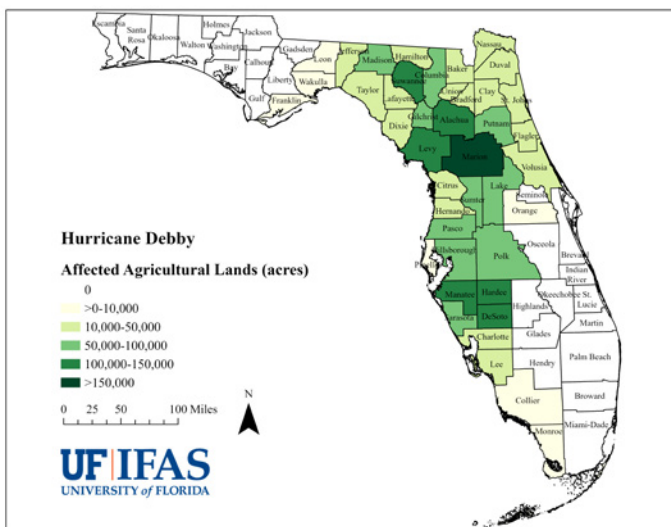 Escambia
Santa
Rosa
Okaloosa
Walton
Holmes
Washington
Jackson
Bay
Calhoun
Gulf
Liberty
Gadsden
Franklin
Leon
Wakulla
Jefferson
Madison
Taylor
Hamilton
Suwannee
Lafayette
Dixie
Columbia
Gilchrist
Levy
Baker
Union
Bradford
Alachua
Marion
Nassau
Duval
Clay
St. Johns
Putnam
Flagler
Volusia
Citrus
Hernando
Sumter
Lake
Seminole
Orange
Pasco
Hillsborough
Polk
Osceola
Brevard
Indian
River
Manatee
Hardee
Highlands
Okeechobee
St.
Lucie
Sarasota
DeSoto
Glades
Martin
Charlotte
Lee
Hendry
Palm Beach
Collier
Broward
Monroe
Miami-Dade
Hurricane Debby
Affected Agricultural Lands (acres)
0
>0-10,000
10,000-50,000
50,000-100,000
100,000-150,000
>150,000
0 25 50 100 Miles
N
UF|IFAS
UNIVERSITY of FLORIDA